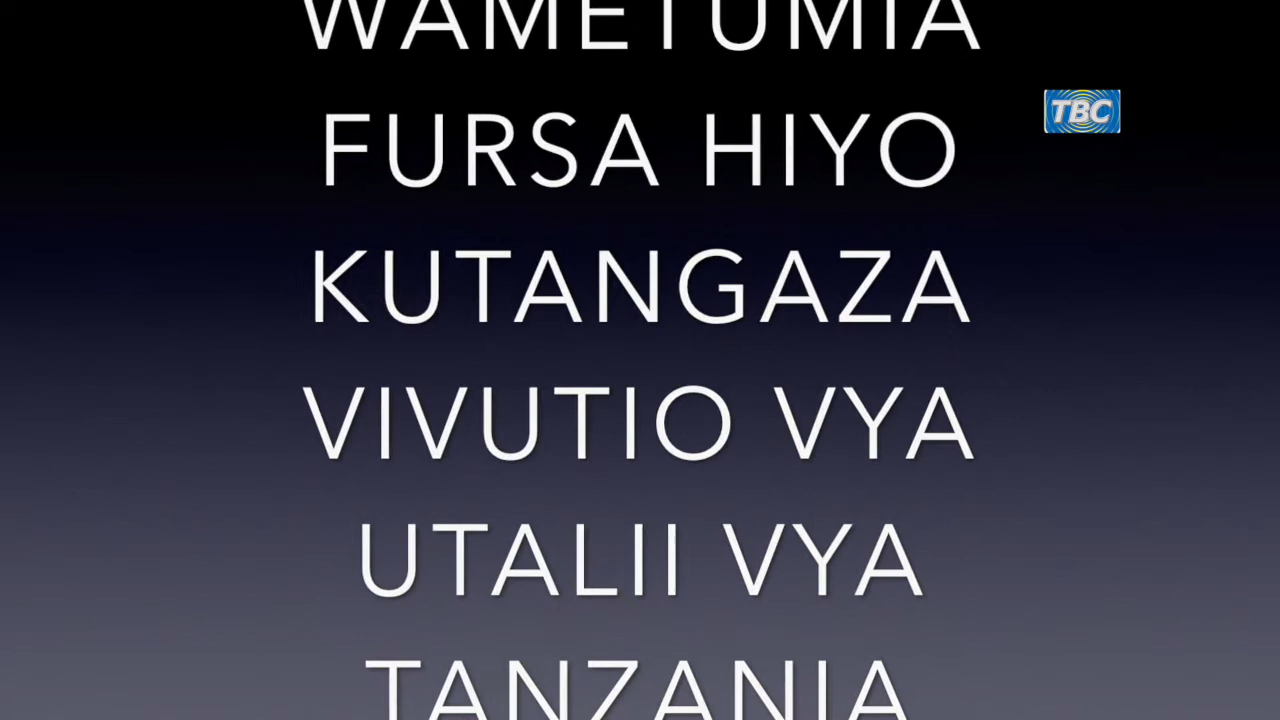 WAMETUMIA
FURSA HIYO
TBC
KUTANGAZA
VIVUTIO VYA
UTALII VYA
TANZANIA